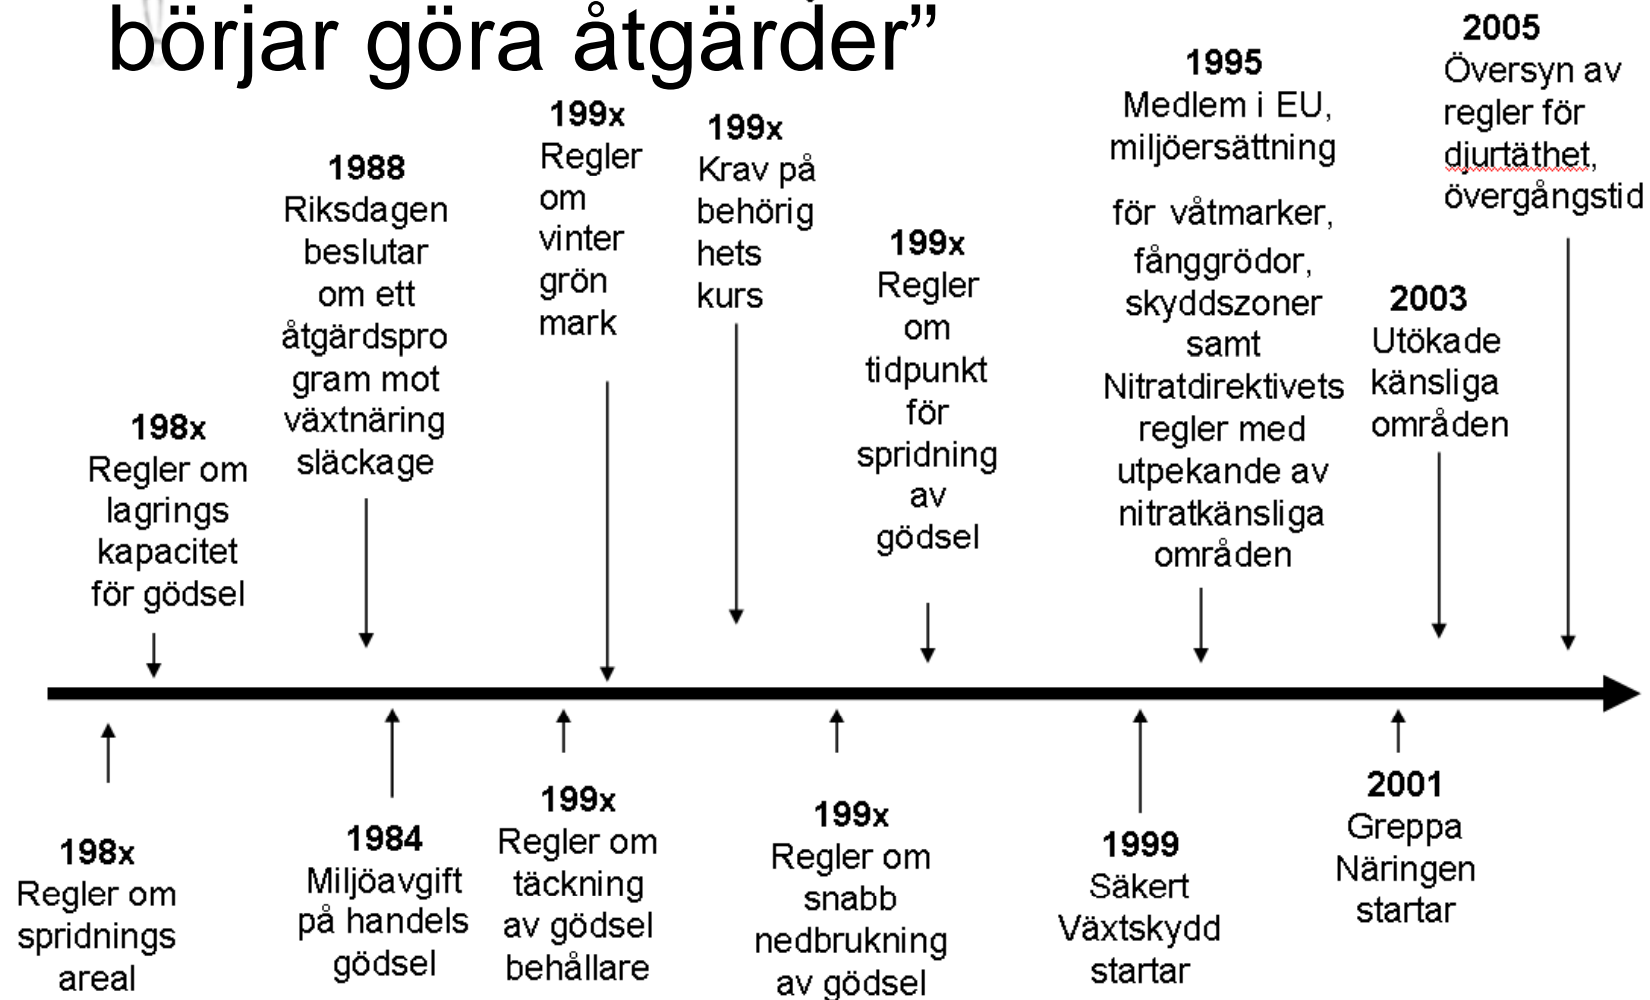 börjar göra åtgärder”
198x
Regler om
lagrings
kapacitet
för gödsel
1988
Riksdagen
beslutar
om ett
åtgärdspro
gram mot
växtnäring
släckage
199x
Regler
om
vinter
grön
mark
199x
Krav på
behörig
hets
kurs
199x
Regler
om
tidpunkt
för
spridning
av
gödsel
1995
Medlem i EU,
miljöersättning
för våtmarker,
fånggrödor,
skyddszoner
samt
Nitratdirektivets
regler med
utpekande av
nitratkänsliga
områden
2003
Utökade
känsliga
områden
2005
Översyn av
regler för
djurtäthet,
övergångstid
198x
Regler om
spridnings
areal
1984
Miljöavgift
på handels
gödsel
199x
Regler om
täckning
av gödsel
behållare
199x
Regler om
snabb
nedbrukning
av gödsel
1999
Säkert
Växtskydd
startar
2001
Greppa
Näringen
startar